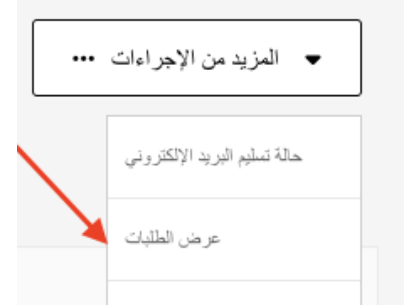 المزيد من الإجراءات •••
حالة تسليم البريد الإلكتروني
عرض الطلبات